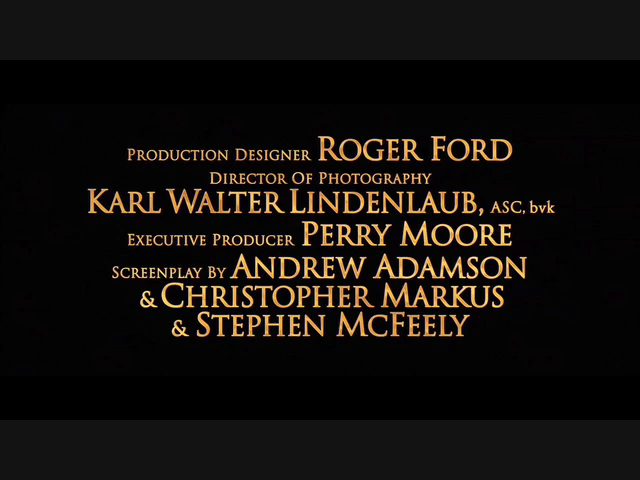 PRODUCTION DESIGNER ROGER FORD
DIRECTOR OF PHOTOGRAPHY
KARL WALTER LINDENLAUB, ASC, bvk
EXECUTIVE PRODUCER PERRY MOORE
SCREENPLAY BY ANDREW ADAMSON
& CHRISTOPHER MARKUS
& STEPHEN MCFEELY